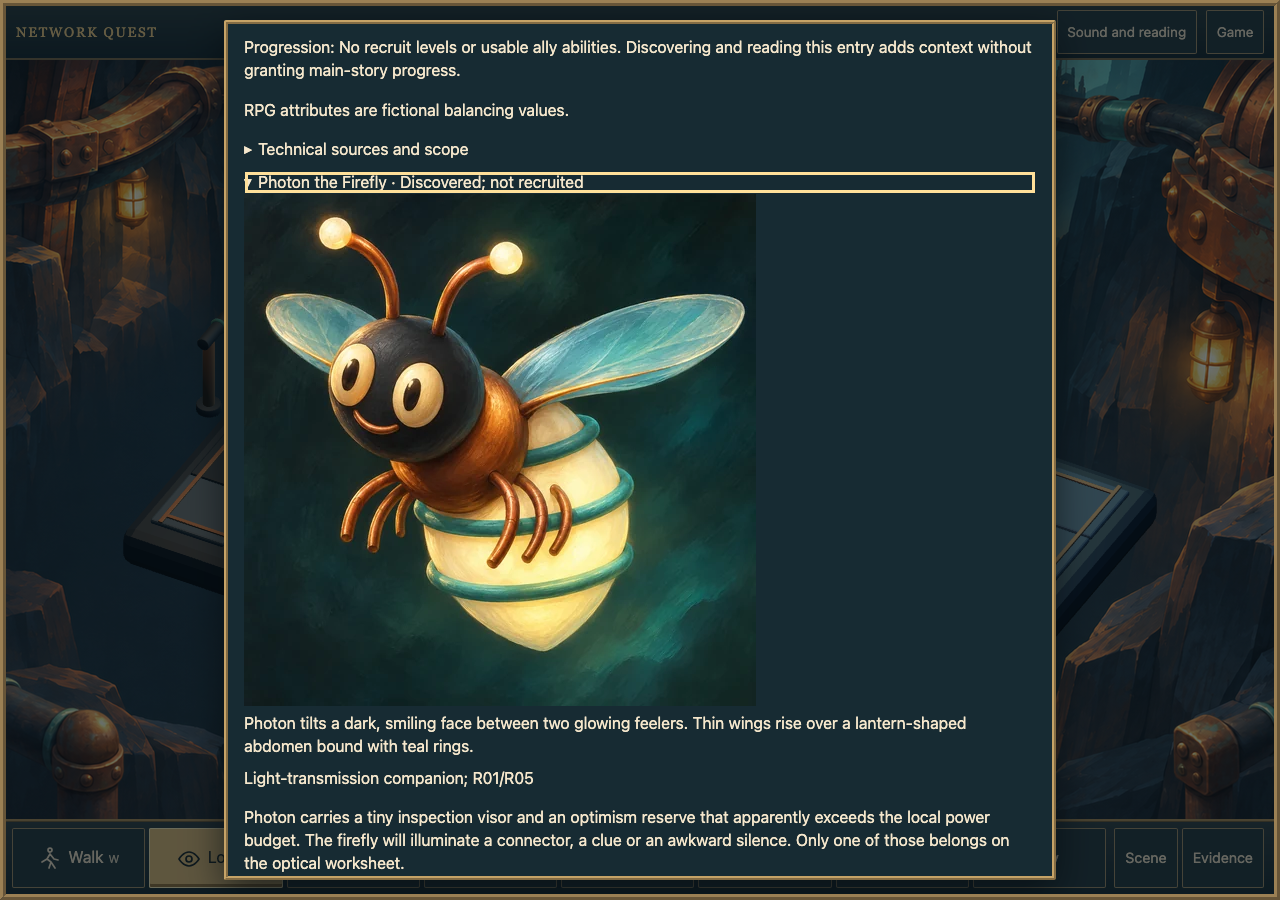 NETWORK QUEST
Sound and reading
Game
Progression: No recruit levels or usable ally abilities. Discovering and reading this entry adds context without
granting main-story progress.
RPG attributes are fictional balancing values.
▸ Technical sources and scope
▾ Photon the Firefly · Discovered; not recruited
Photon tilts a dark, smiling face between two glowing feelers. Thin wings rise over a lantern-shaped
abdomen bound with teal rings.
Light-transmission companion; R01/R05
Photon carries a tiny inspection visor and an optimism reserve that apparently exceeds the local power
budget. The firefly will illuminate a connector, a clue or an awkward silence. Only one of those belongs on
the optical worksheet.
Walk W
Scene
Evidence